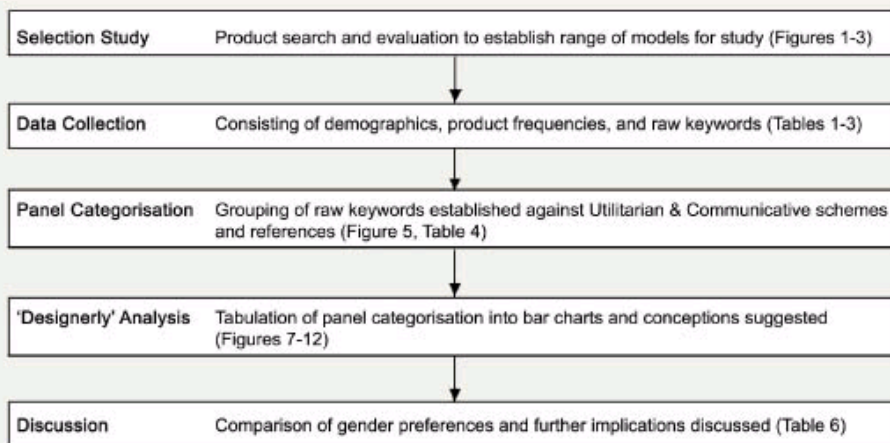 Selection Study Product search and evaluation to establish range of models for study (Figures 1-3)
Data Collection Consisting of demographics, product frequencies, and raw keywords (Tables 1-3)
Panel Categorisation Grouping of raw keywords established against Utilitarian & Communicative schemes
and references (Figure 5, Table 4)
'Designerly' Analysis Tabulation of panel categorisation into bar charts and conceptions suggested
(Figures 7-12)
Discussion Comparison of gender preferences and further implications discussed (Table 6)